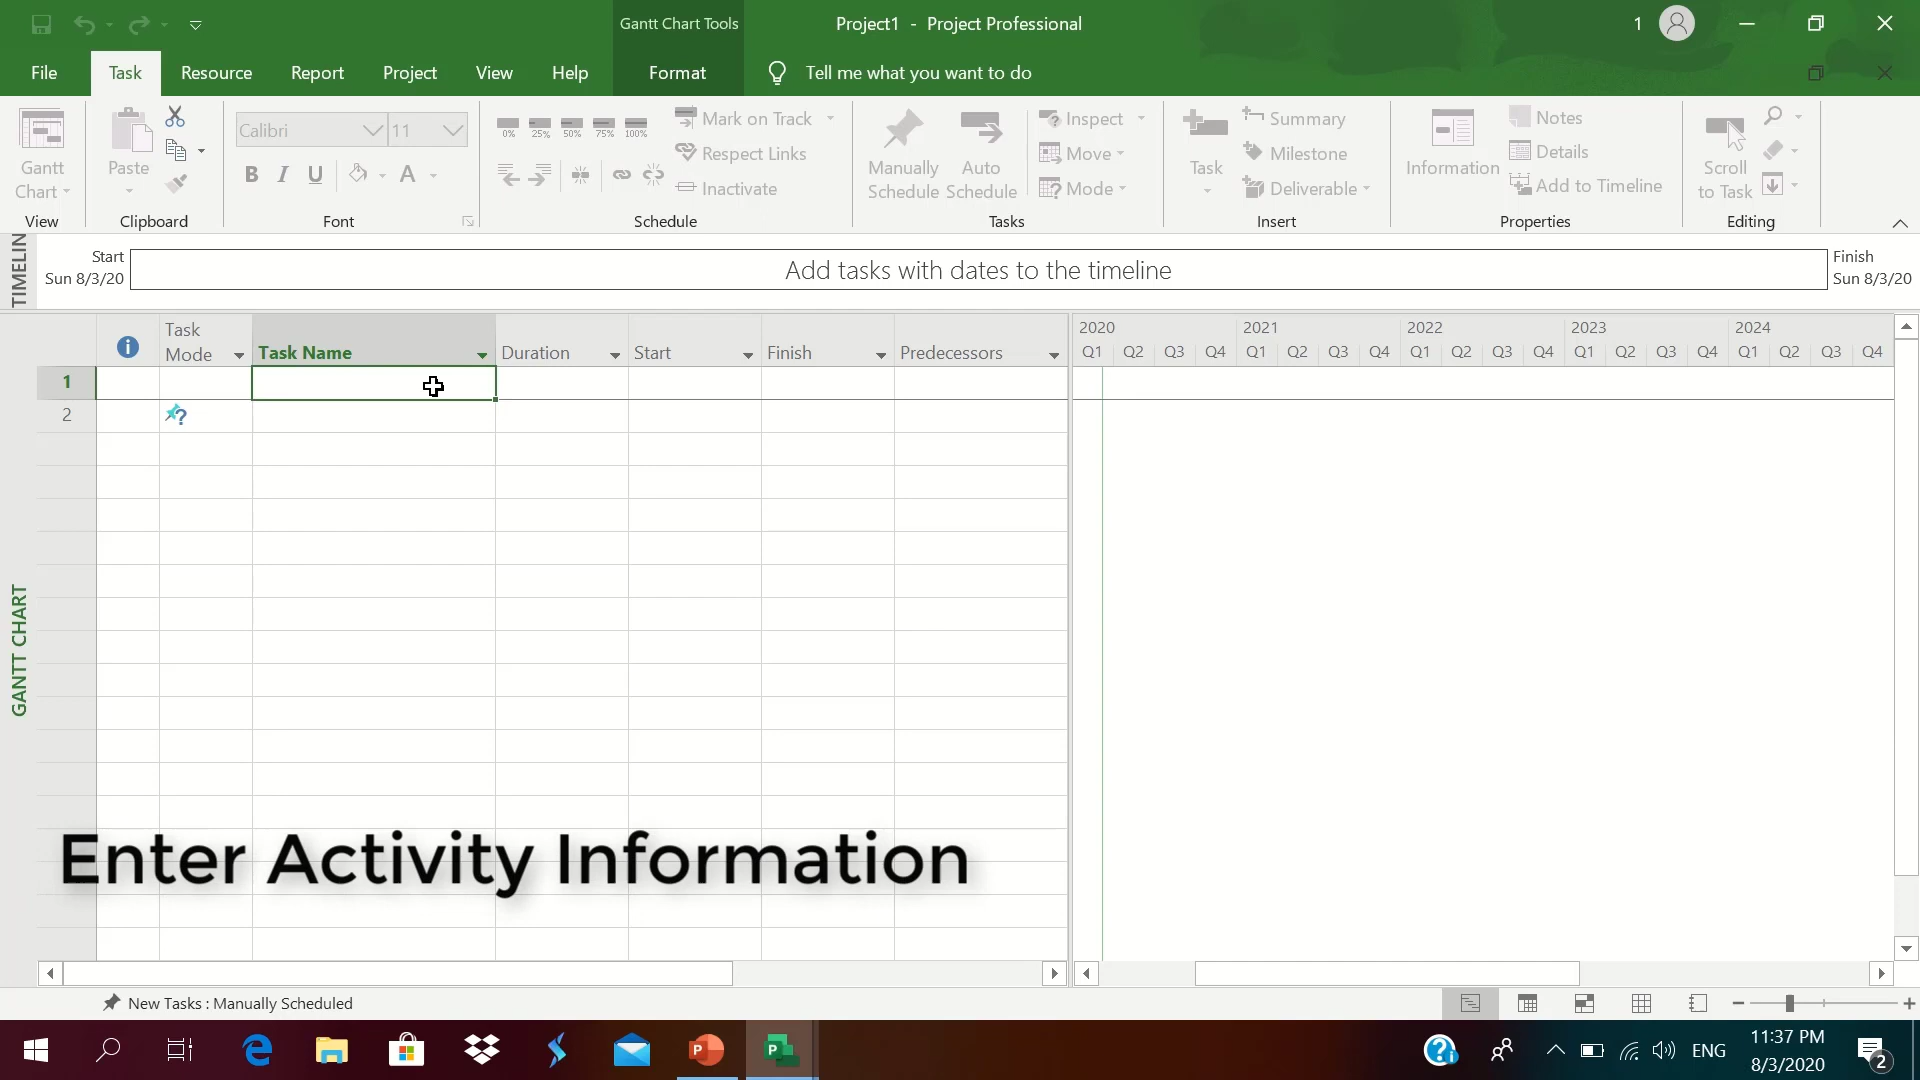 Gantt Chart Tools
Project1 - Project Professional
1
File Task Resource Report Project View Help Format Tell me what you want to do
Gantt
Chart
View
Paste
Clipboard
Calibri 11
B I U A
Font
0% 25% 50% 75% 100%
Mark on Track
Respect Links
Inactivate
Schedule
Manually
Schedule
Auto
Schedule
Inspect
Move
Mode
Tasks
Task
Summary
Milestone
Deliverable
Insert
Information
Notes
Details
Add to Timeline
Properties
Scroll
to Task
Editing
TIMELIN
Start
Sun 8/3/20
Add tasks with dates to the timeline
Finish
Sun 8/3/20
Task
Mode
Task Name Duration Start Finish Predecessors
2020 2021 2022 2023 2024
Q1 Q2 Q3 Q4 Q1 Q2 Q3 Q4 Q1 Q2 Q3 Q4 Q1 Q2 Q3 Q4 Q1 Q2 Q3 Q4
1
2
GANTT CHART
Enter Activity Information
New Tasks : Manually Scheduled
ENG
11:37 PM
8/3/2020
2